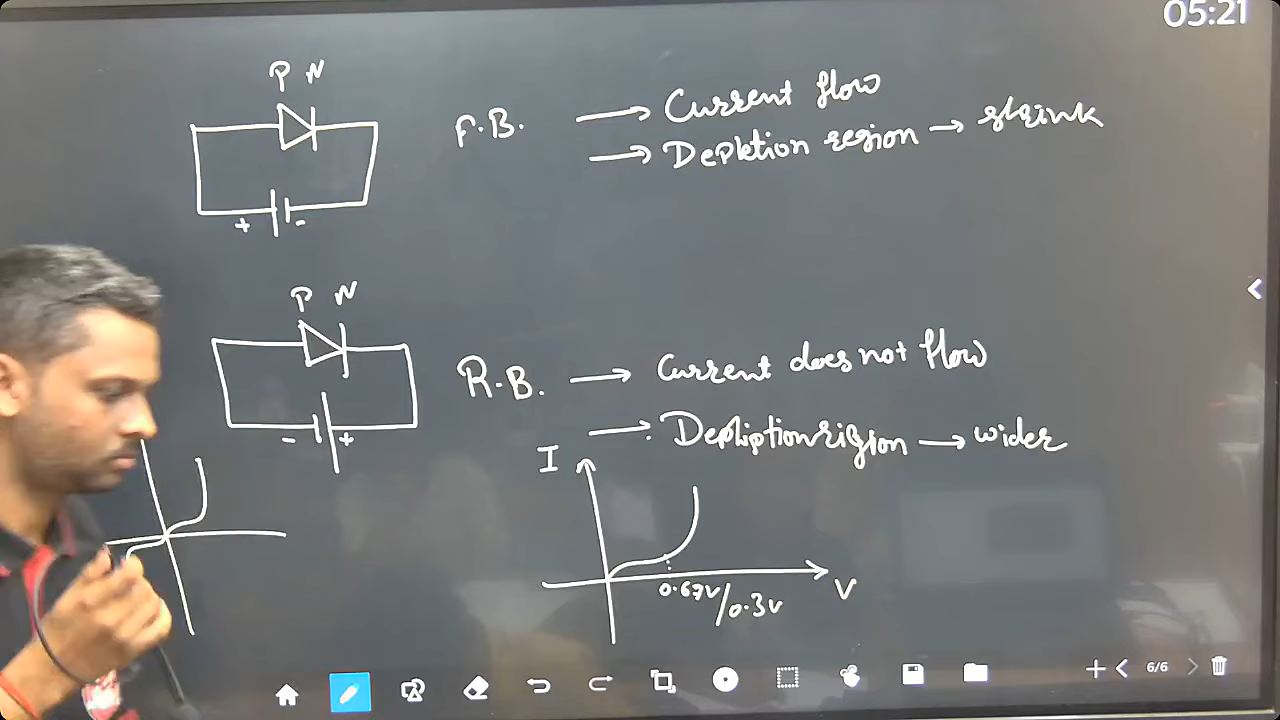 05:21
P N
F.B. → Current flow
→ Depletion region → shrink
+ -
P N
R.B. → Current does not flow
- +
→ Depliption rigion → wider
I
0.67V/0.3V
V
6/6